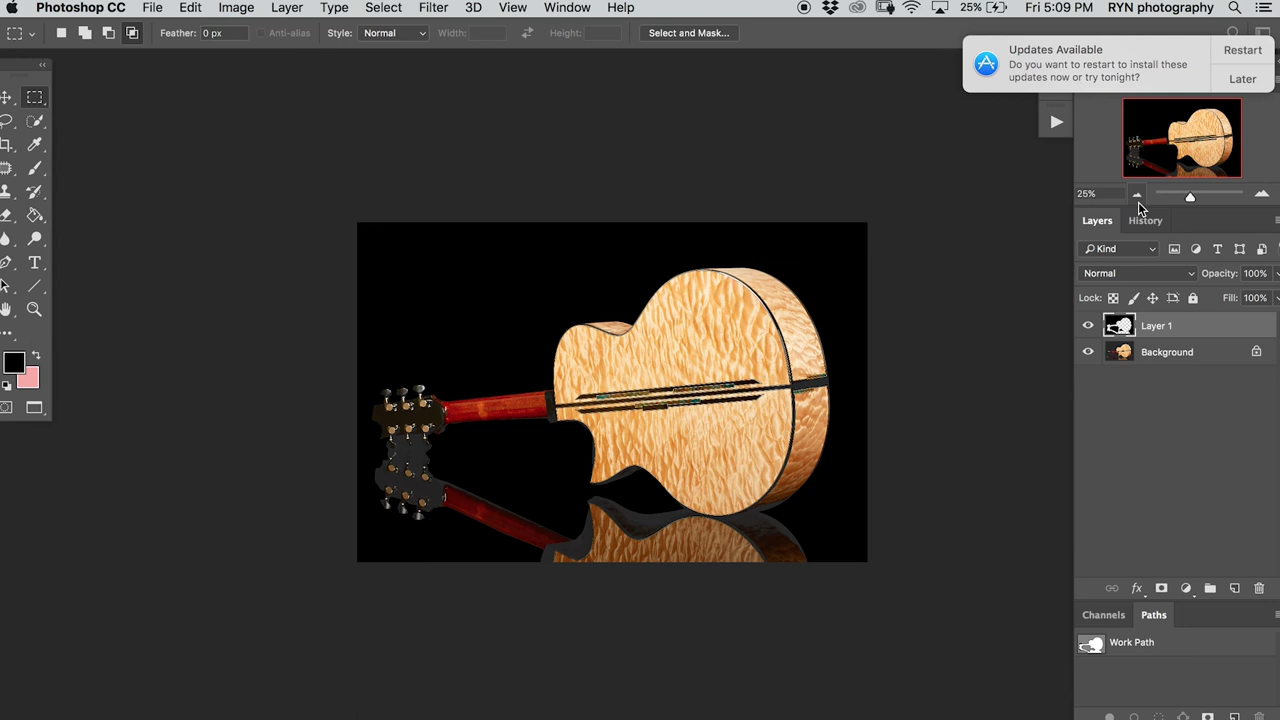 Photoshop CC File Edit Image Layer Type Select Filter 3D View Window Help 25% Fri 5:09 PM RYN photography
Feather: 0 px Anti-alias Style: Normal Width: Height: Select and Mask...
Updates Available
Do you want to restart to install these
updates now or try tonight?
Restart
Later
25%
Layers History
Kind
Normal Opacity: 100%
Lock: Fill: 100%
Layer 1
Background
fx
Channels Paths
Work Path